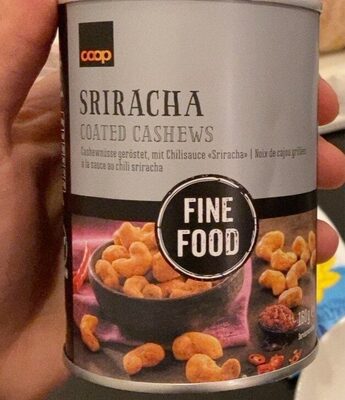 coop
SRIRACHA
COATED CASHEWS
Cashewnüsse geröstet, mit Chilisauce «Sriracha» | Noix de cajou grillées
à la sauce au chili sriracha
FINE
FOOD
160 g